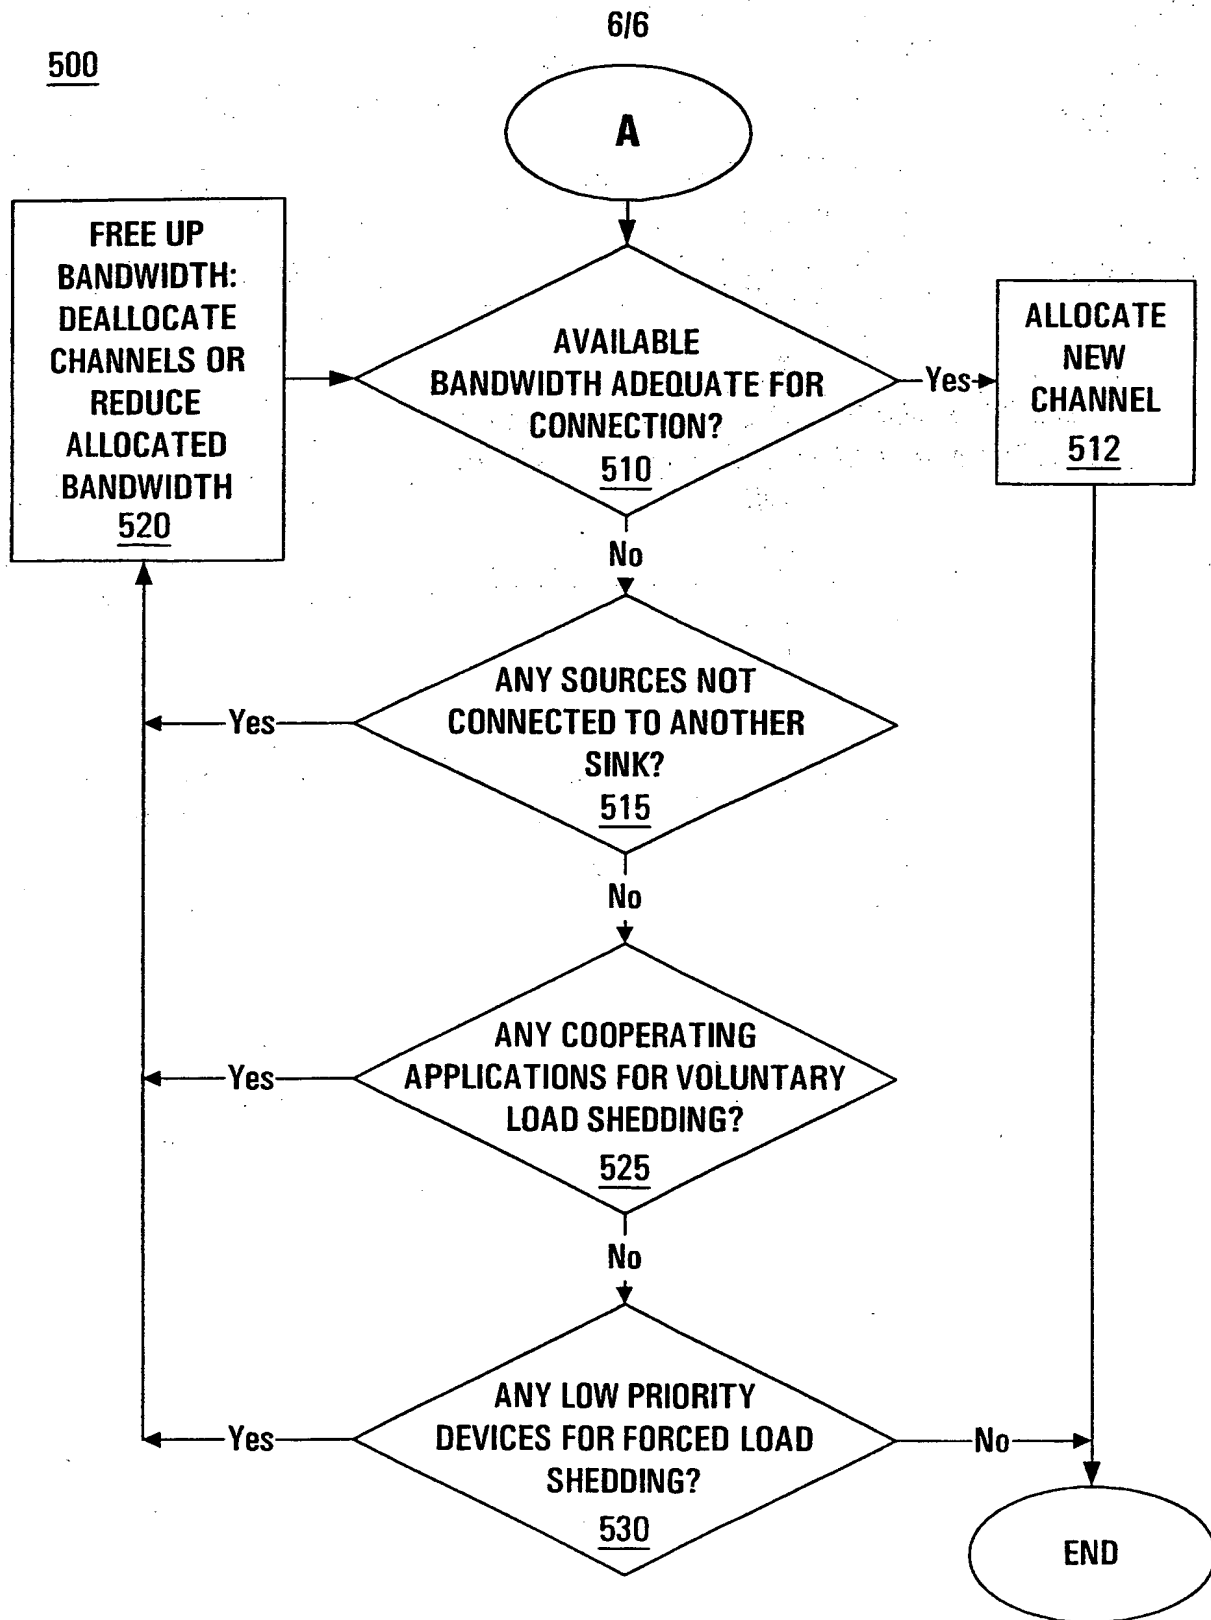 6/6
500
A
FREE UP
BANDWIDTH:
DEALLOCATE
CHANNELS OR
REDUCE
ALLOCATED
BANDWIDTH
520
AVAILABLE
BANDWIDTH ADEQUATE FOR
CONNECTION?
510
Yes
ALLOCATE
NEW
CHANNEL
512
No
ANY SOURCES NOT
CONNECTED TO ANOTHER
SINK?
515
Yes
No
ANY COOPERATING
APPLICATIONS FOR VOLUNTARY
LOAD SHEDDING?
525
Yes
No
ANY LOW PRIORITY
DEVICES FOR FORCED LOAD
SHEDDING?
530
Yes
No
END